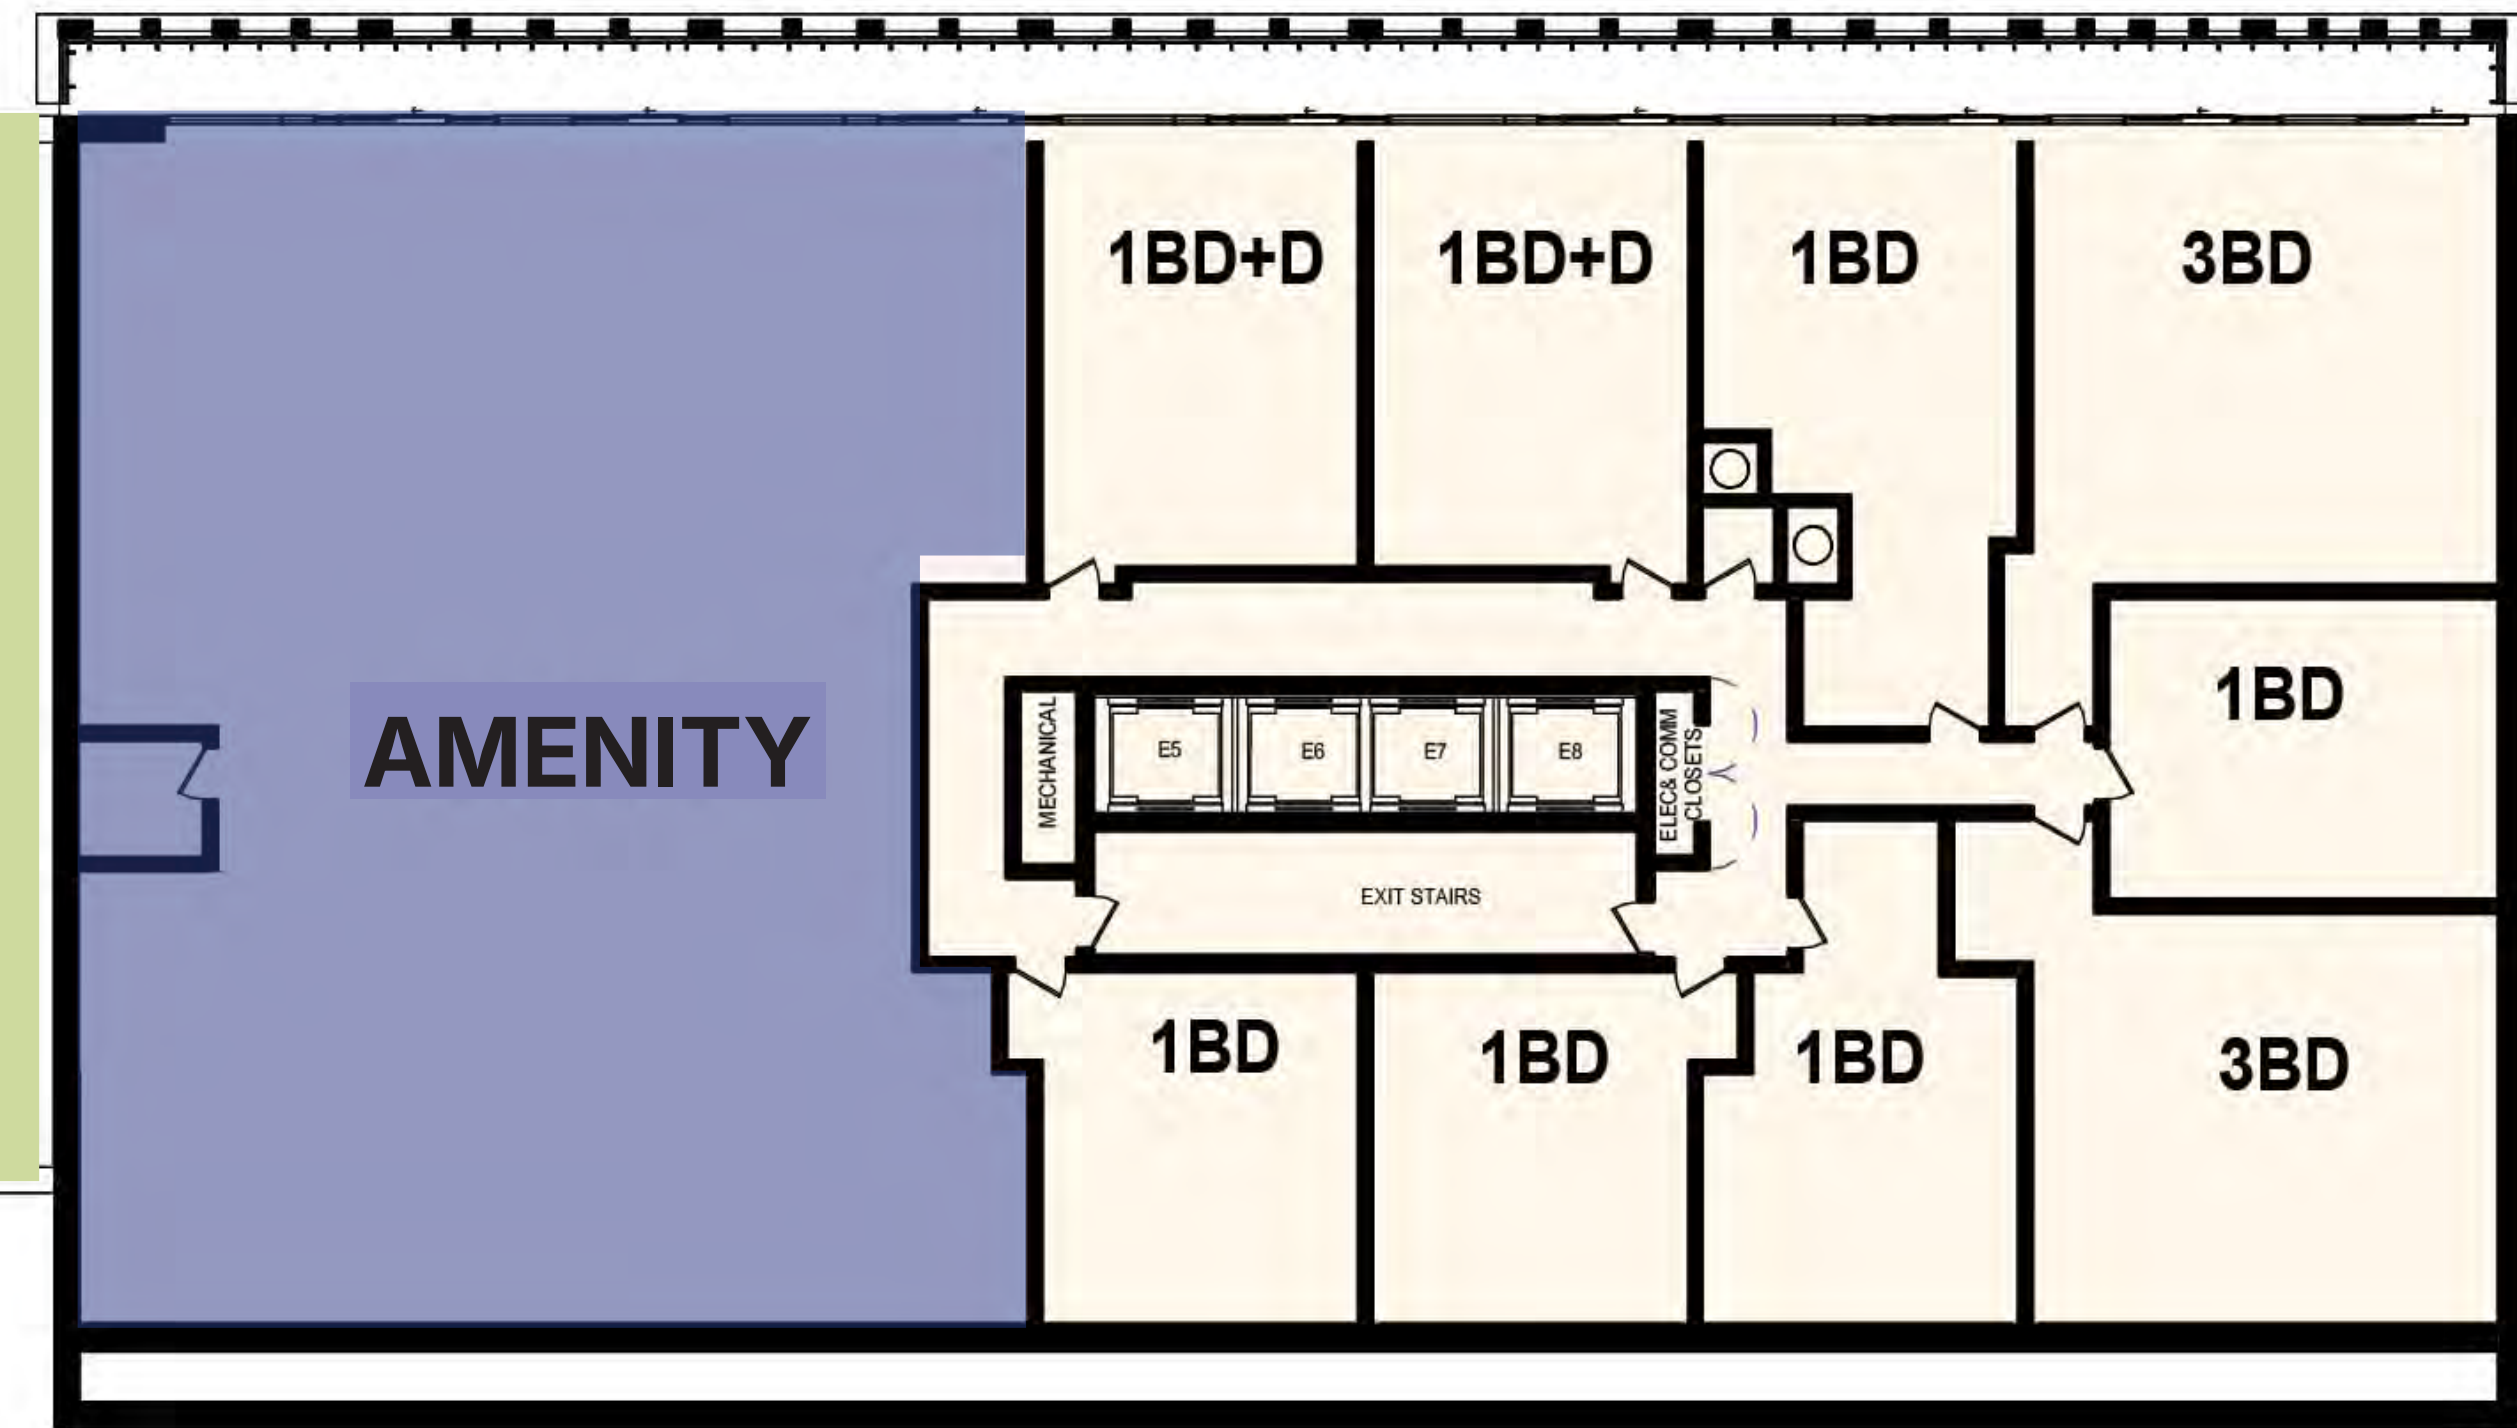 1BD+D
1BD+D
1BD
3BD
1BD
AMENITY
MECHANICAL
E5
E6
E7
E8
ELEC& COMM
CLOSETS
EXIT STAIRS
1BD
1BD
1BD
3BD